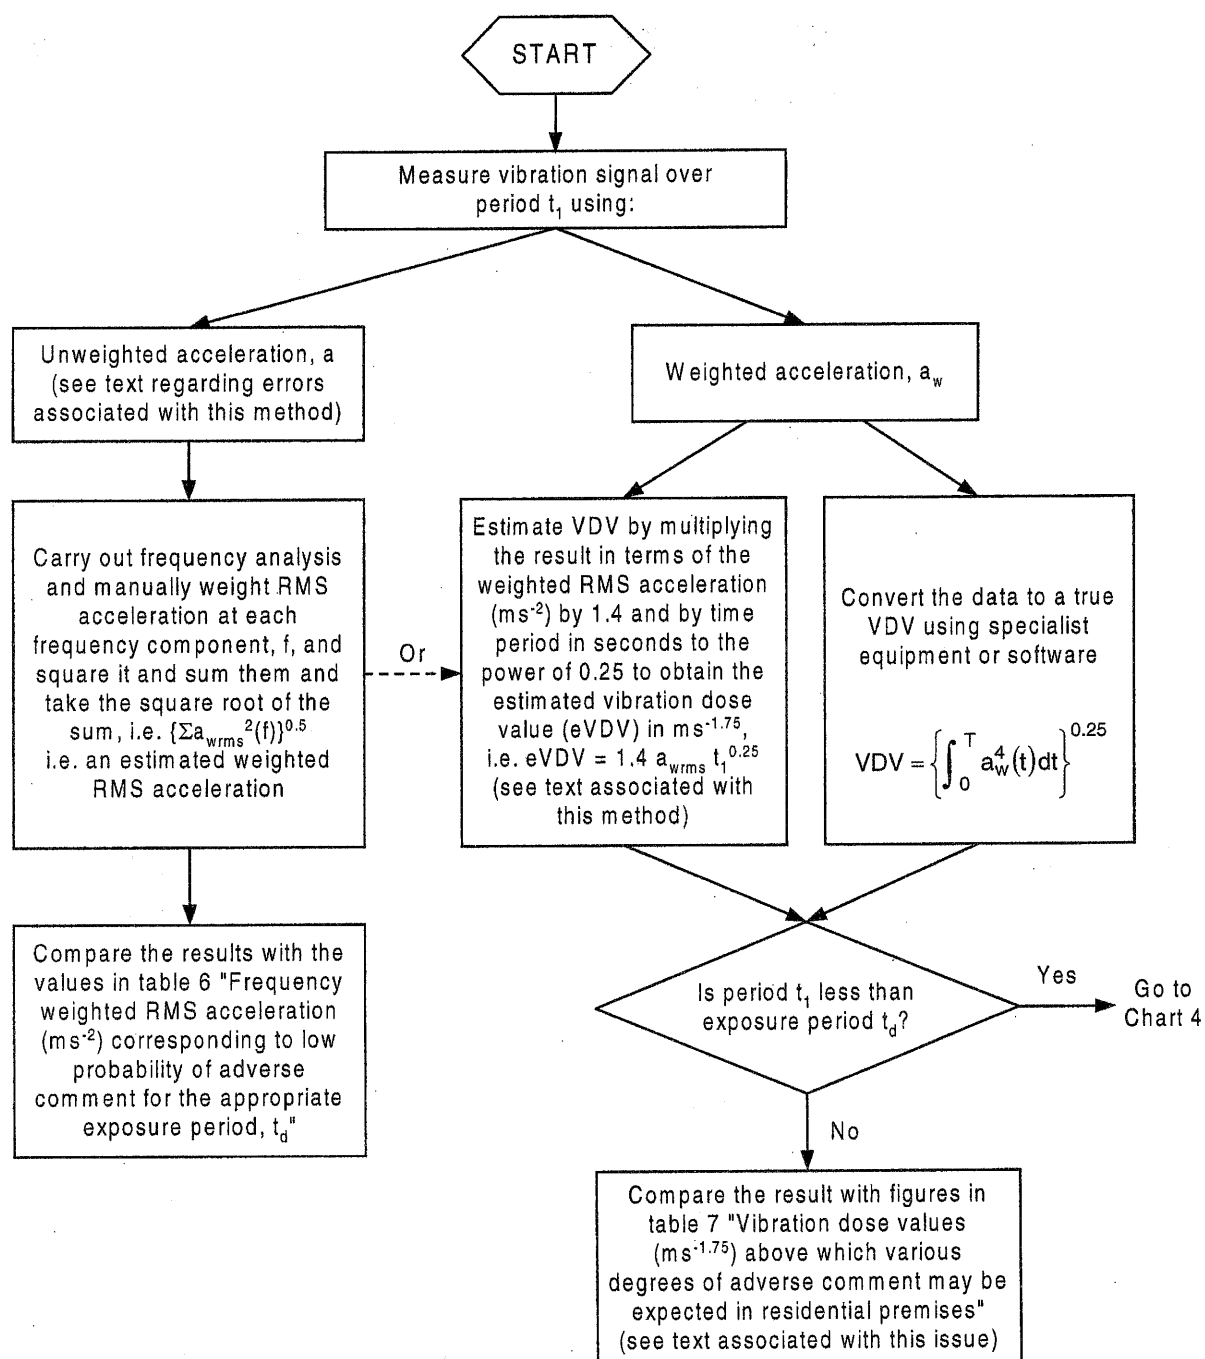 START
Measure vibration signal over
period t₁ using:
Unweighted acceleration, a
(see text regarding errors
associated with this method)
Weighted acceleration, a_w
Carry out frequency analysis
and manually weight RMS
acceleration at each
frequency component, f, and
square it and sum them and
take the square root of the
sum, i.e. {Σa_wrms²(f)}^0.5
i.e. an estimated weighted
RMS acceleration
Or
Estimate VDV by multiplying
the result in terms of the
weighted RMS acceleration
(ms⁻²) by 1.4 and by time
period in seconds to the
power of 0.25 to obtain the
estimated vibration dose
value (eVDV) in ms^-1.75,
i.e. eVDV = 1.4 a_wrms t₁^0.25
(see text associated with
this method)
Convert the data to a true
VDV using specialist
equipment or software
VDV = {∫₀^T a_w^4(t)dt}^0.25
Compare the results with the
values in table 6 "Frequency
weighted RMS acceleration
(ms⁻²) corresponding to low
probability of adverse
comment for the appropriate
exposure period, t_d"
Is period t₁ less than
exposure period t_d?
Yes
Go to
Chart 4
No
Compare the result with figures in
table 7 "Vibration dose values
(ms^-1.75) above which various
degrees of adverse comment may be
expected in residential premises"
(see text associated with this issue)